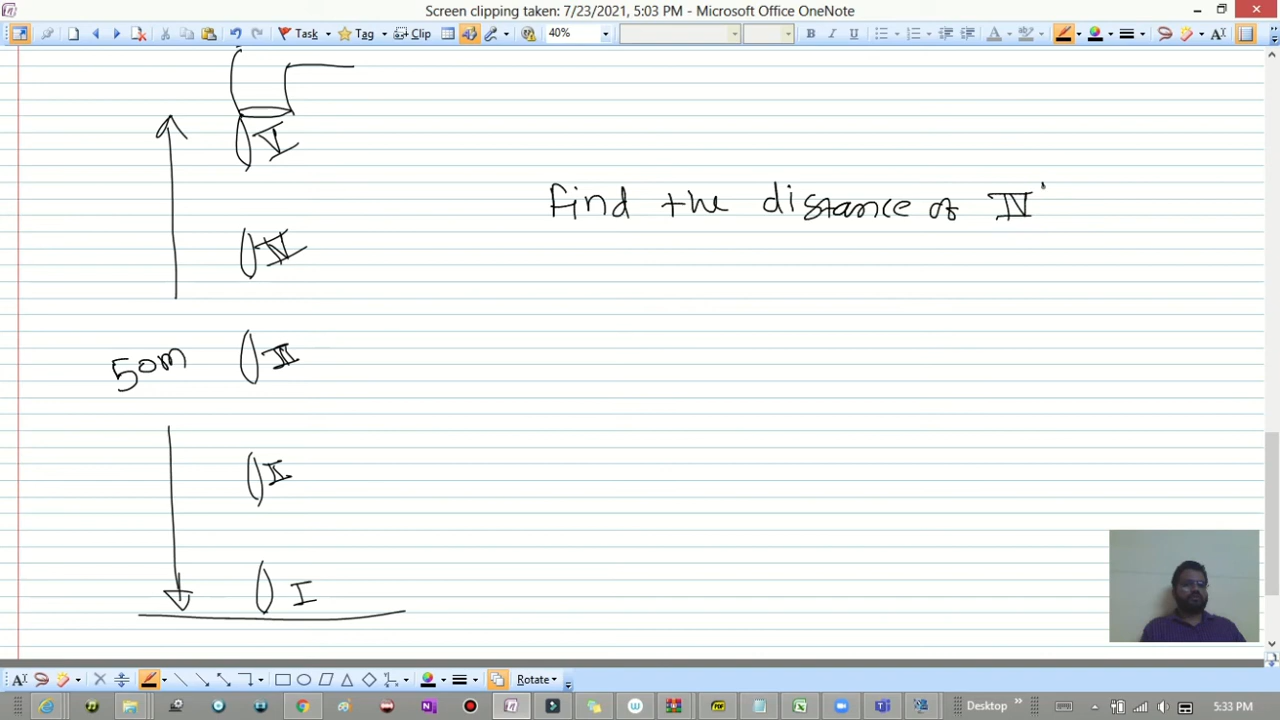 Screen clipping taken: 7/23/2021, 5:03 PM - Microsoft Office OneNote
Task
Tag
Clip
40%
B I U
V
Find the distance of IV
IV
50m
III
II
I
Rotate
Desktop
5:33 PM